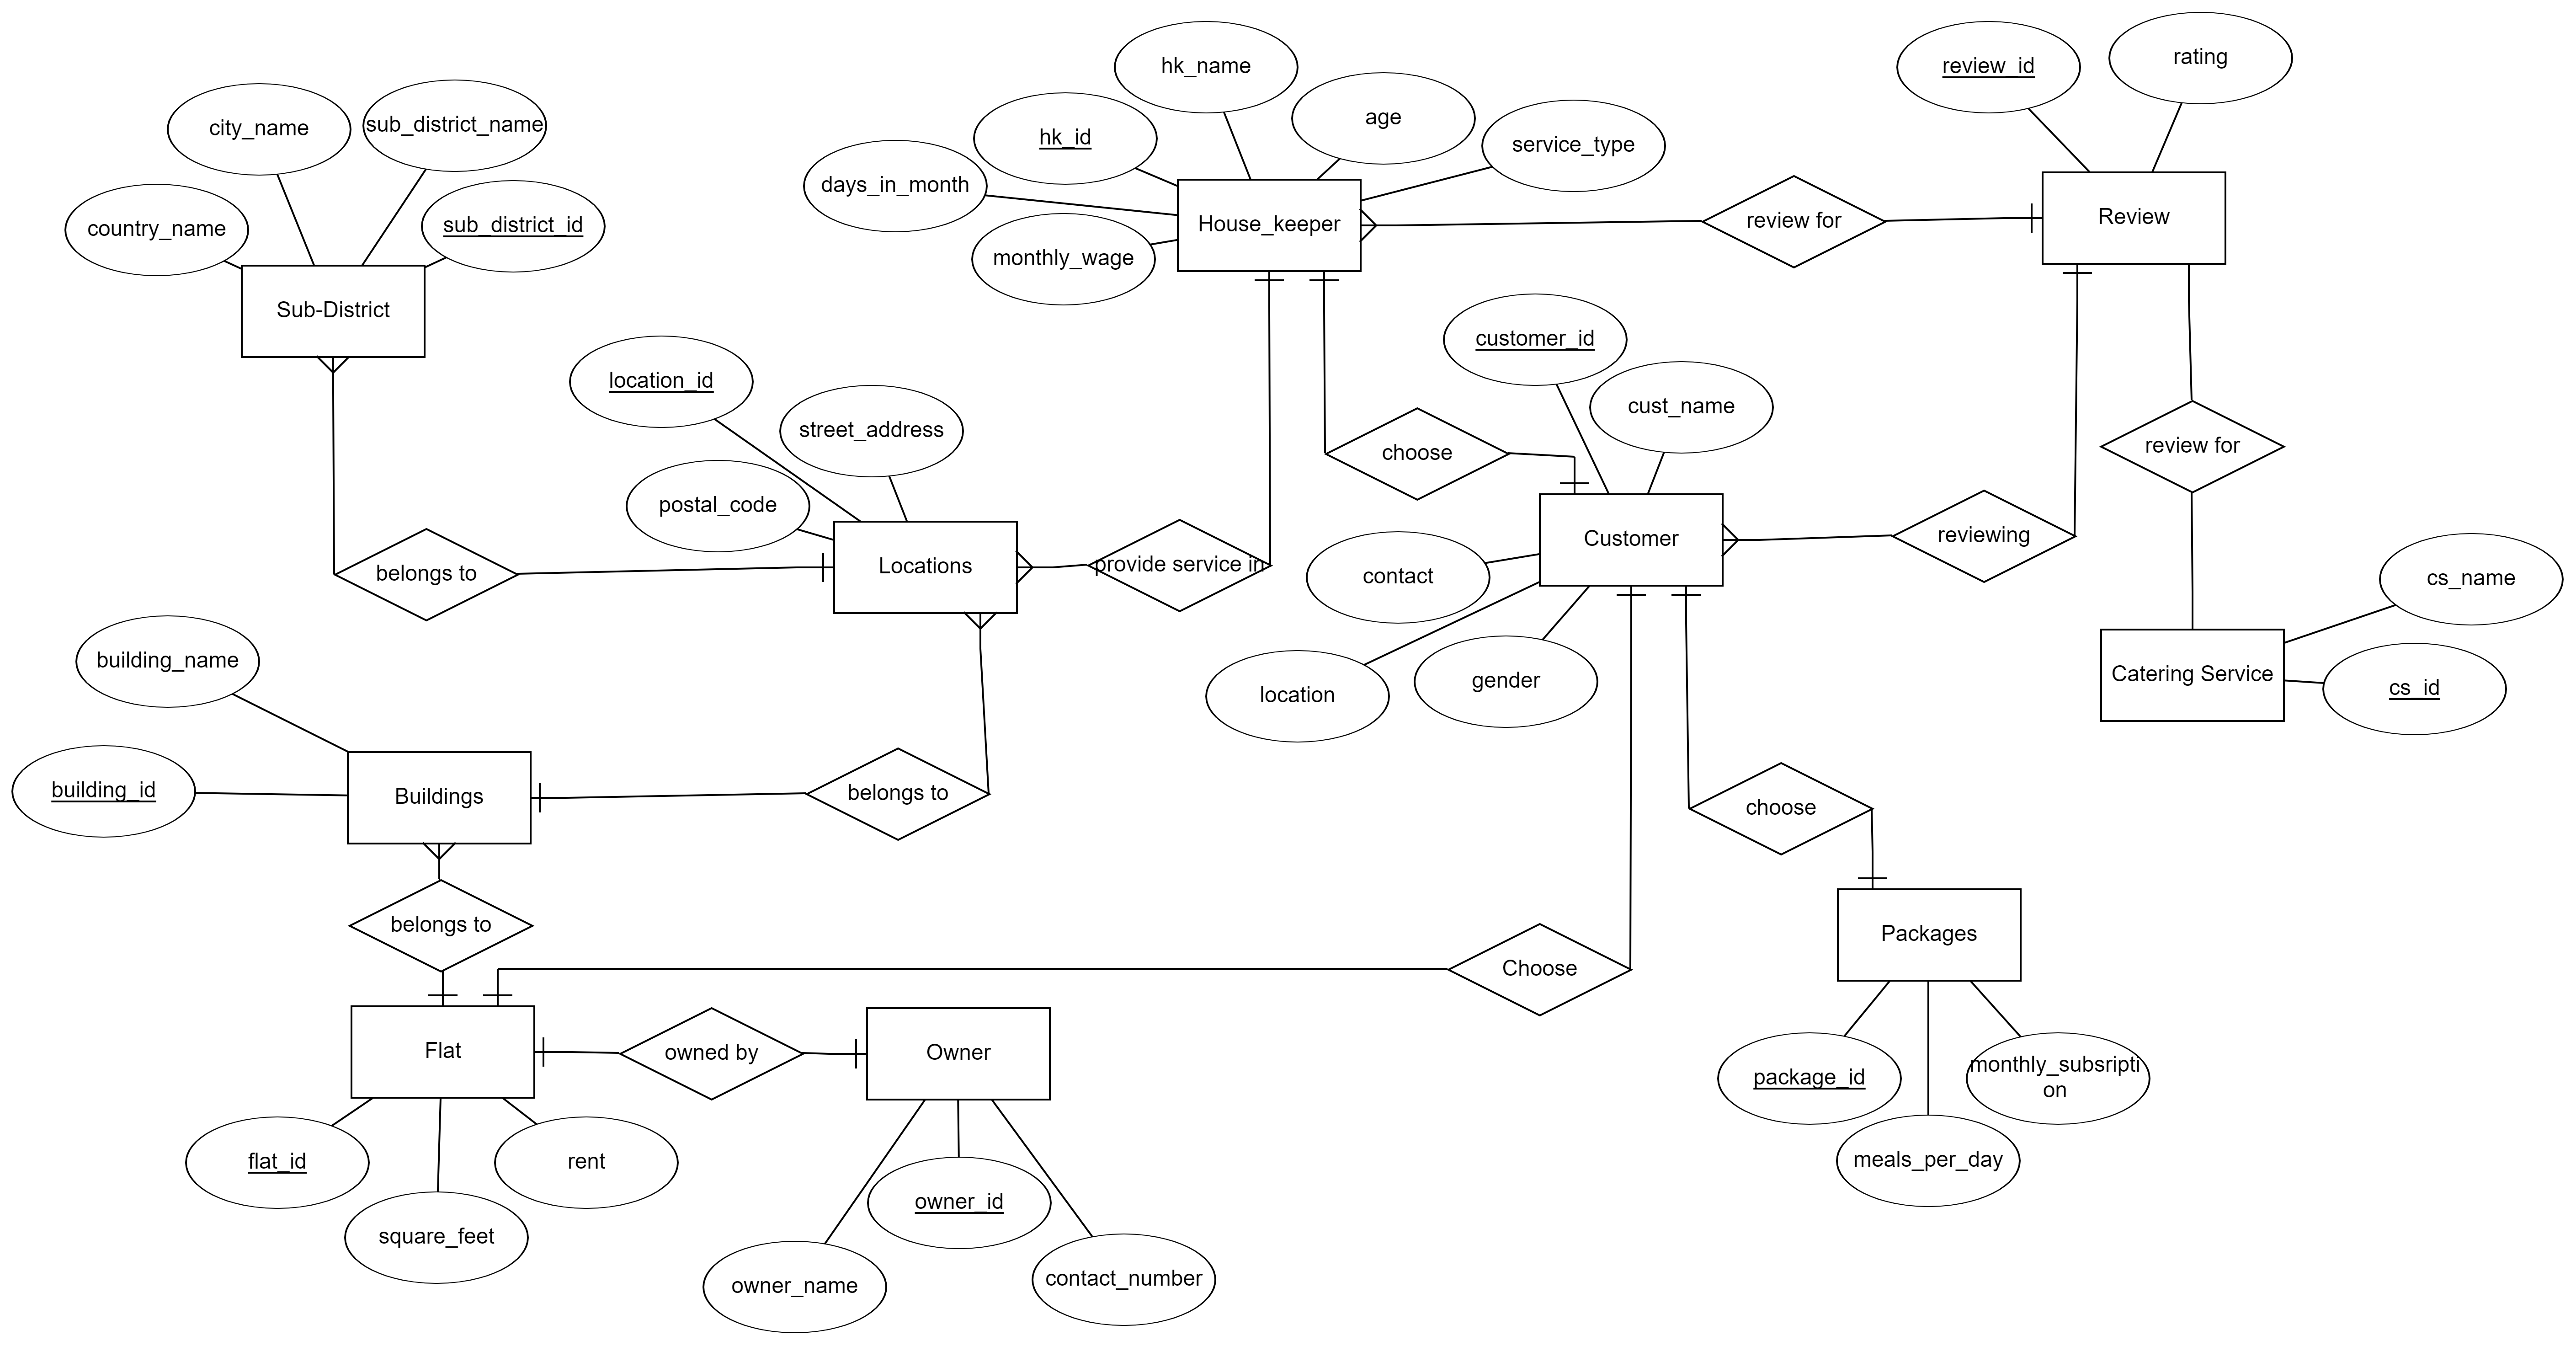 hk_name
review_id
rating
city_name
sub_district_name
hk_id
age
service_type
days_in_month
country_name
sub_district_id
House_keeper
review for
Review
monthly_wage
Sub-District
customer_id
location_id
cust_name
street_address
choose
review for
postal_code
Locations
provide service in
belongs to
Customer
reviewing
contact
cs_name
building_name
Catering Service
cs_id
location
gender
building_id
Buildings
belongs to
choose
belongs to
Packages
Choose
Flat
owned by
Owner
package_id
monthly_subsripti
on
flat_id
rent
meals_per_day
owner_id
square_feet
owner_name
contact_number